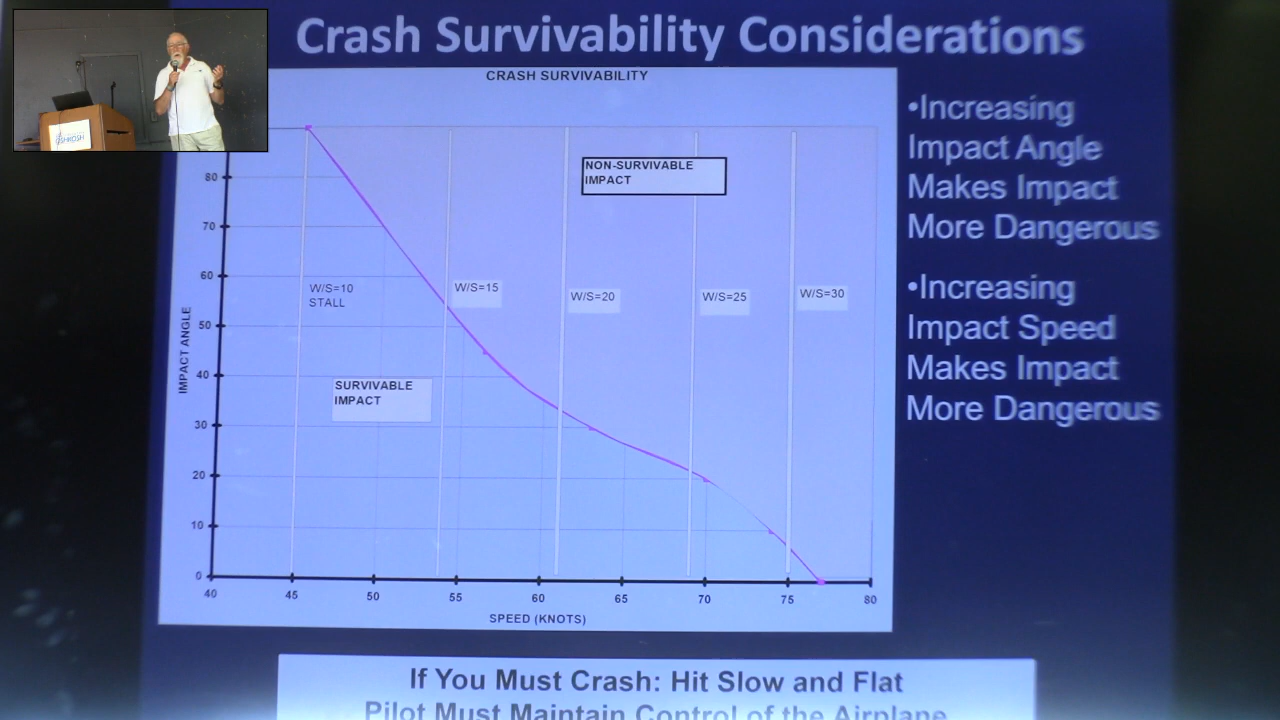 Crash Survivability Considerations
OSHKOSH
CRASH SURVIVABILITY
NON-SURVIVABLE
IMPACT
80
70
60
50
40
30
20
10
0
IMPACT ANGLE
W/S=10
STALL
W/S=15
W/S=20
W/S=25
W/S=30
SURVIVABLE
IMPACT
40 45 50 55 60 65 70 75 80
SPEED (KNOTS)
•Increasing
Impact Angle
Makes Impact
More Dangerous
•Increasing
Impact Speed
Makes Impact
More Dangerous
If You Must Crash: Hit Slow and Flat
Pilot Must Maintain Control of the Airplane